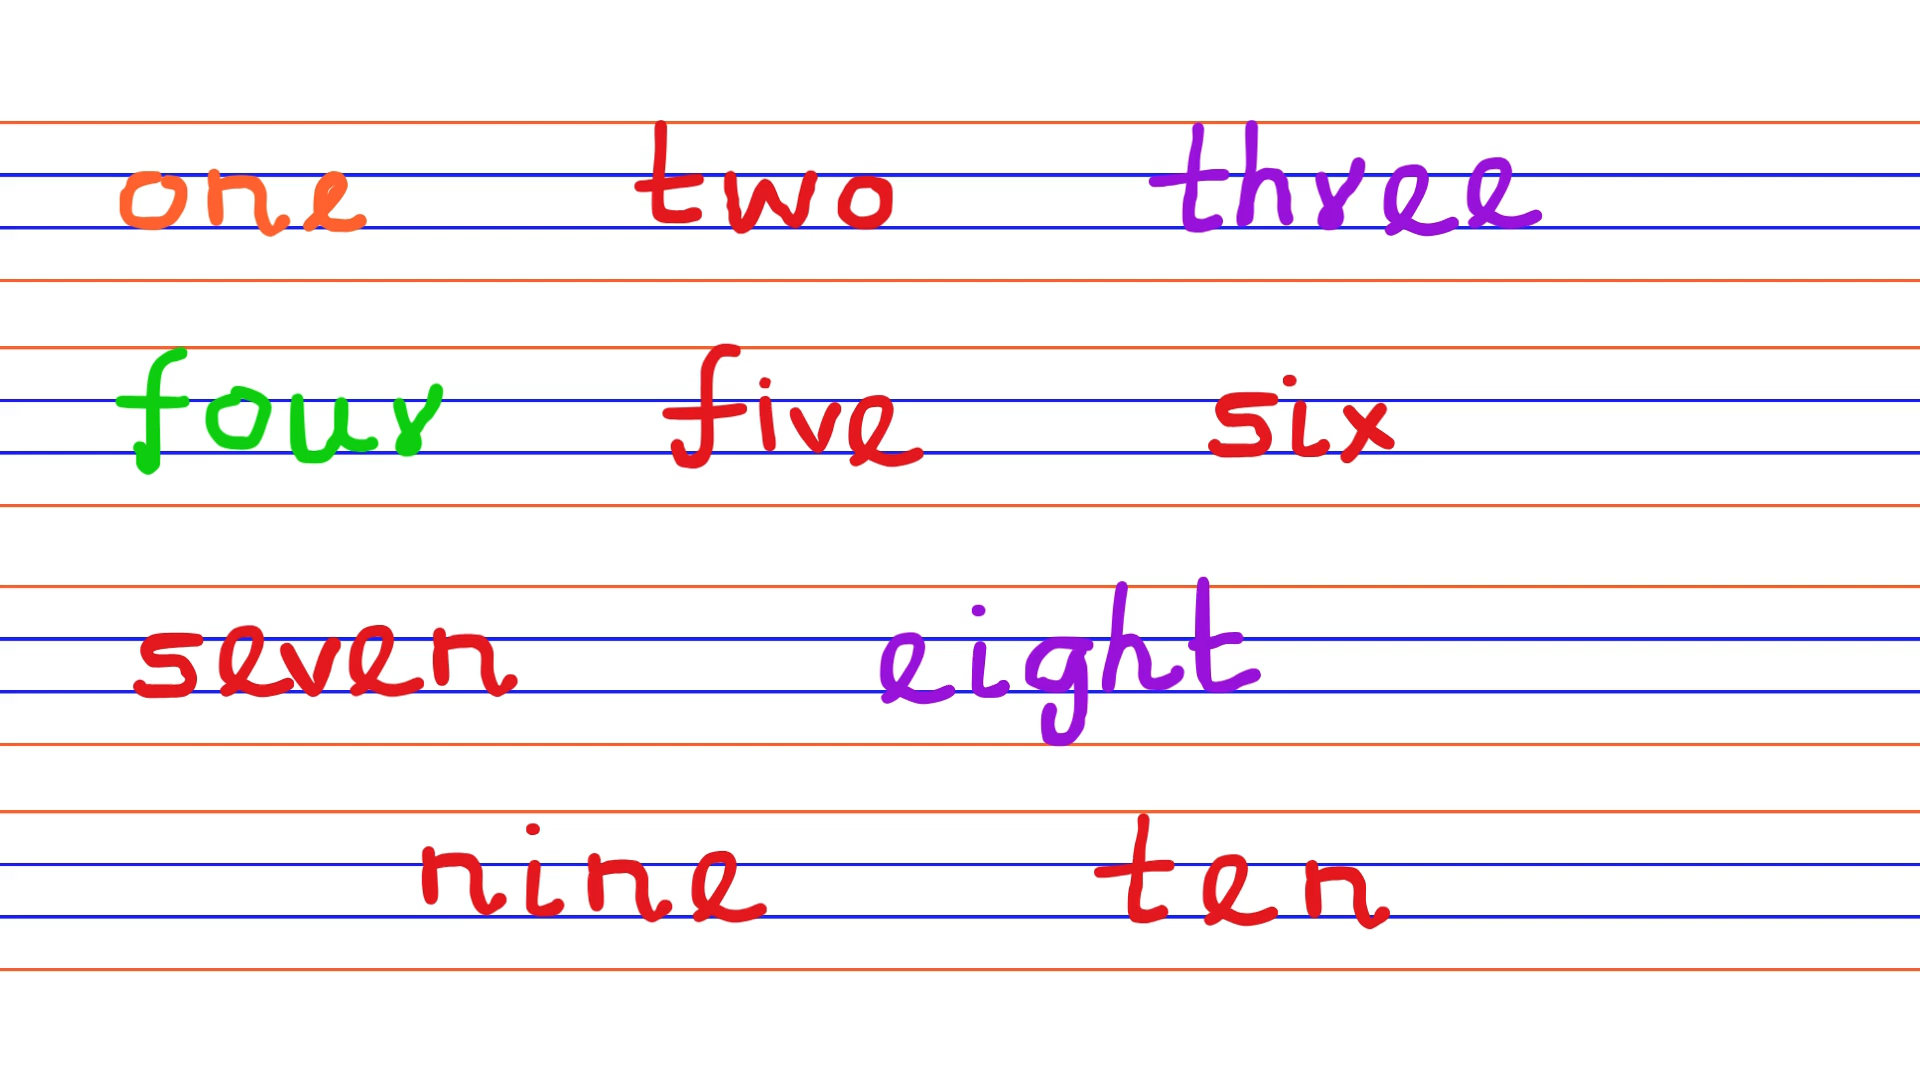 one two three
four five six
seven eight
nine ten